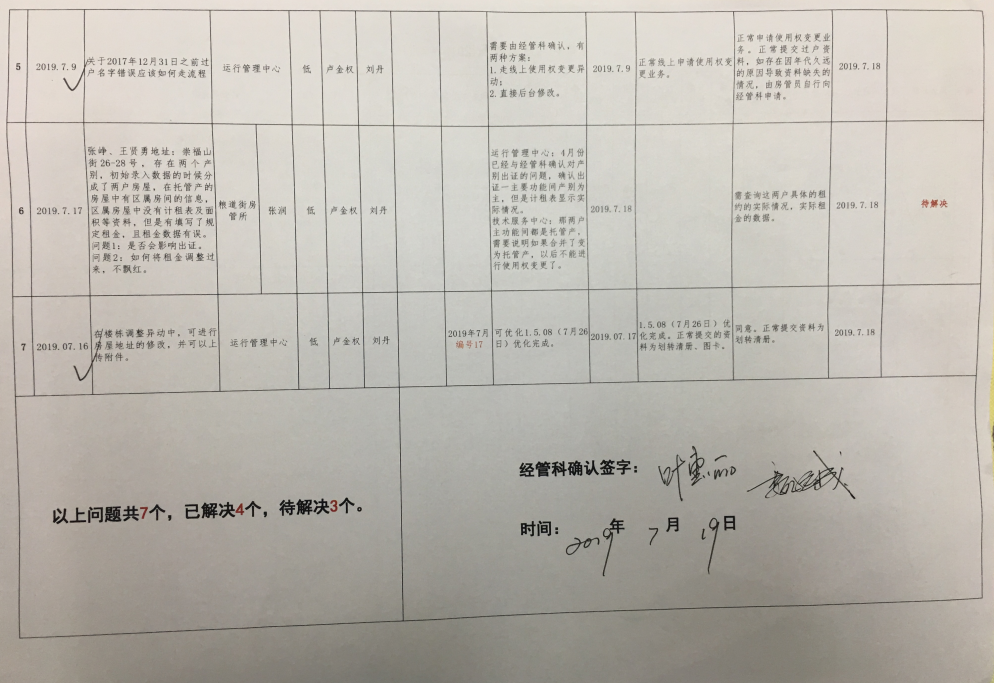 5
2019.7.9
关于2017年12月31日之前过
户名字错误应该如何走流程
运行管理中心
低
卢金权
刘丹
需要由经管科确认，有
两种方案：
1. 走线上使用权变更异
动；
2. 直接后台修改。
2019.7.9
正常线上申请使用权变
更业务。
正常申请使用权变更业
务。正常提交过户资
料，如存在因年代久远
的原因导致资料缺失的
情况，由房管员自行向
经管科申请。
2019.7.18
6
2019.7.17
张峥、王贤勇地址：崇福山
街26-28号，存在两个产
别，初始录入数据的时候分
成了两户房屋，在托管产的
房屋中有区属房间的信息，
区属房屋中没有计租表及面
积等资料，但是有填写了规
定租金，且租金数据有误。
问题1：是否会影响出证。
问题2：如何将租金调整过
来，不飘红。
粮道街房
管所
张润
低
卢金权
刘丹
运行管理中心：4月份
已经与经管科确认对产
别出证的问题，确认出
证一主要功能间产别为
主，但是计租表显示实
际情况。
技术服务中心：那两户
主功能间都是托管产，
需要说明如果合并了变
为托管产，以后不能进
行使用权变更了。
2019.7.18
需查询这两户具体的租
约的实际情况，实际租
金的数据。
2019.7.18
待解决
7
2019.07.16
在楼栋调整异动中，可进行
房屋地址的修改，并可以上
传附件。
运行管理中心
低
卢金权
刘丹
2019年7月
编号17
可优化1.5.08（7月26
日）优化完成。
2019.07.17
1.5.08（7月26日）优
化完成。正常提交的资
料为划转清册、图卡。
同意。正常提交资料为
划转清册。
2019.7.18
以上问题共7个，已解决4个，待解决3个。
经管科确认签字：
时间：2019年 7月 19日